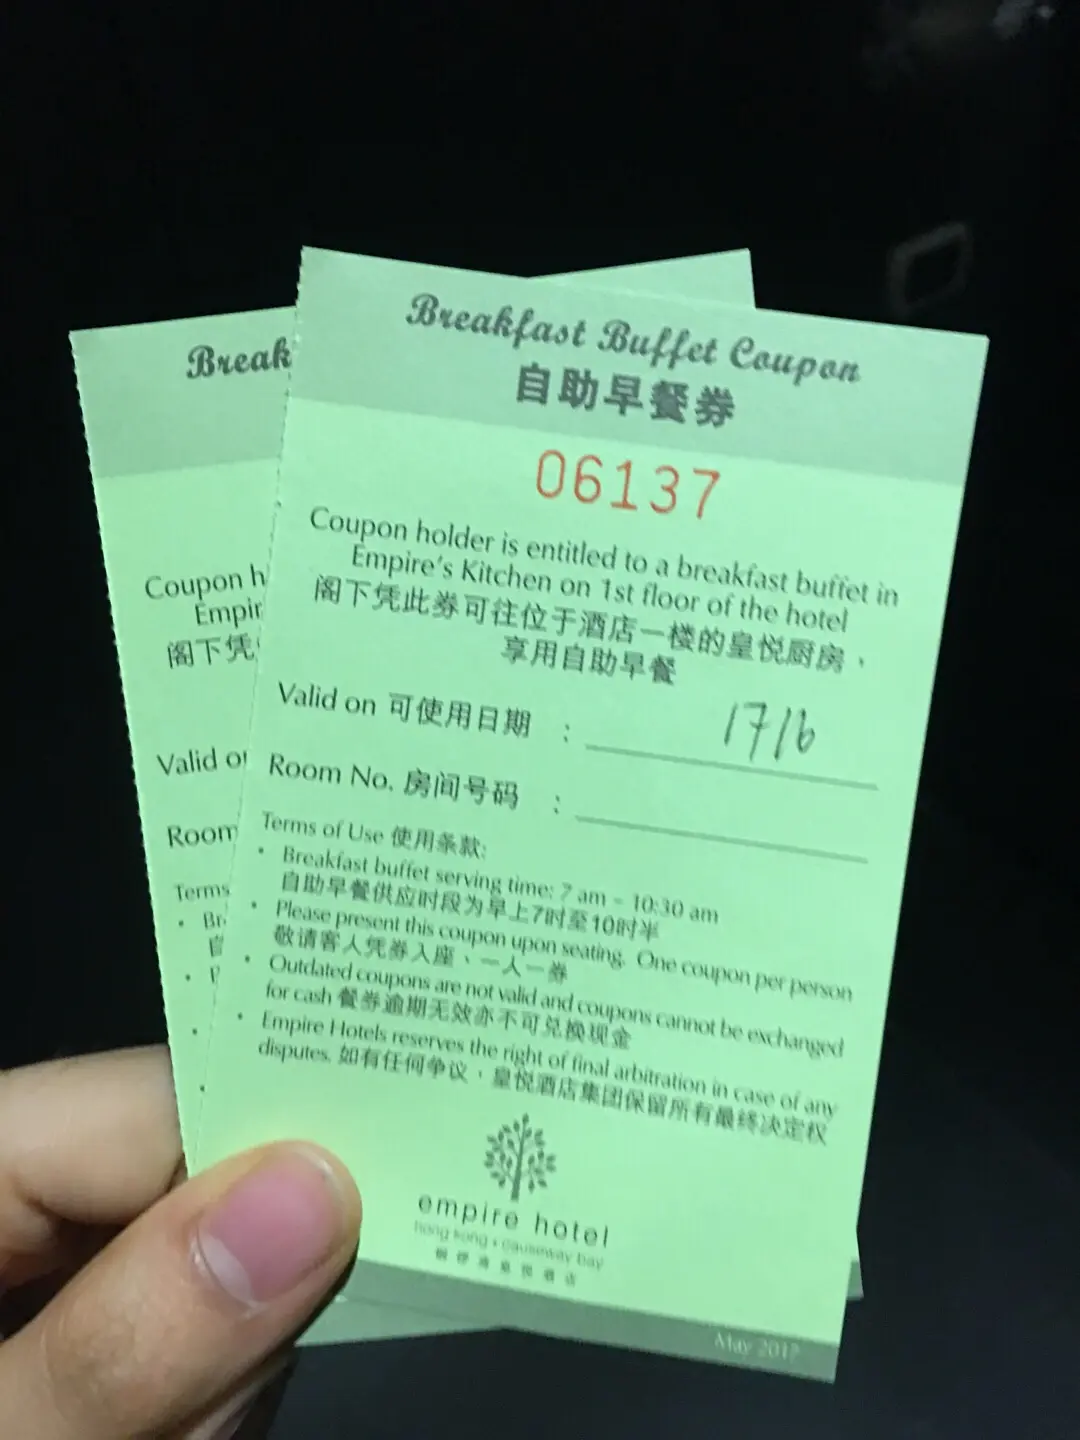 Breakfast Buffet Coupon
自助早餐券
06137
Coupon holder is entitled to a breakfast buffet in
Empire's Kitchen on 1st floor of the hotel
阁下凭此券可往位于酒店一楼的皇悦厨房，
享用自助早餐
Valid on 可使用日期 : 17/6
Room No. 房间号码 :
Terms of Use 使用条款:
• Breakfast buffet serving time: 7 am – 10:30 am
自助早餐供应时段为早上7时至10时半
• Please present this coupon upon seating. One coupon per person
敬请客人凭券入座、一人一券
• Outdated coupons are not valid and coupons cannot be exchanged
for cash 餐券逾期无效亦不可兑换现金
• Empire Hotels reserves the right of final arbitration in case of any
disputes. 如有任何争议，皇悦酒店集团保留所有最终决定权
empire hotel
hong kong • causeway bay
铜锣湾皇悦酒店
May 2017
Break
Coupon h
Empir
阁下凭
Valid o
Room
Terms
• Br
自
•
•
•